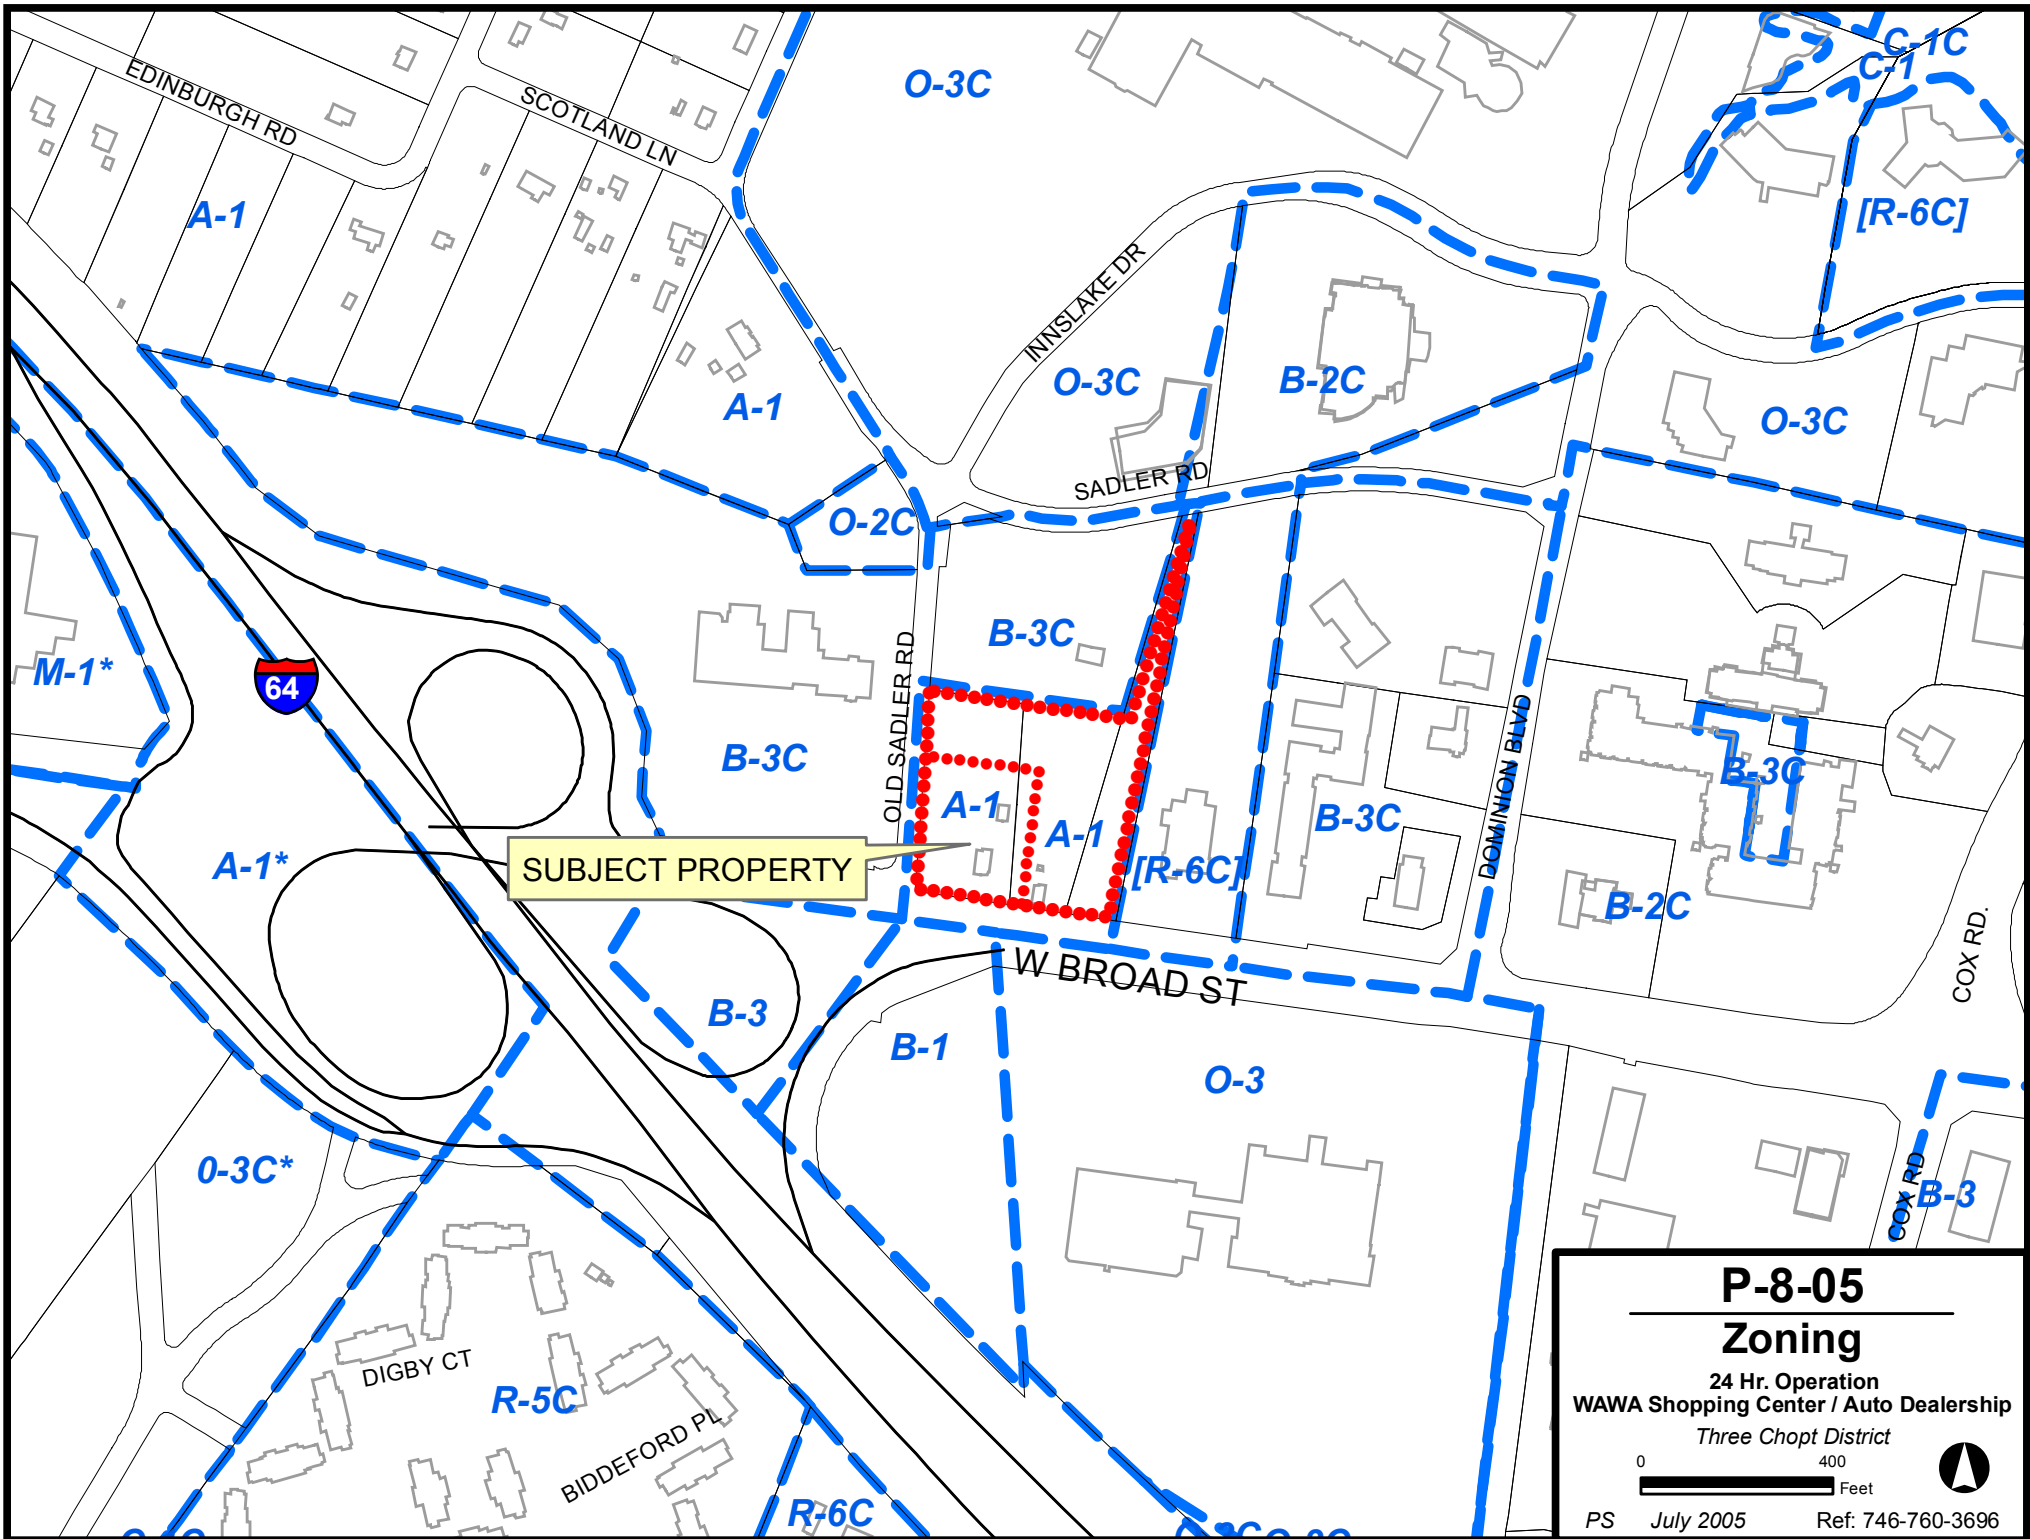 C-1C
O-3C
C-1
EDINBURGH RD
SCOTLAND LN
A-1
[R-6C]
INNSLAKE DR
O-3C
B-2C
A-1
O-3C
SADLER RD
O-2C
B-3C
M-1*
64
OLD SADLER RD
B-3C
DOMINION BLVD
B-3C
A-1
A-1
B-3C
A-1*
SUBJECT PROPERTY
[R-6C]
B-2C
COX RD.
W BROAD ST
B-3
B-1
O-3
0-3C*
COX RD
B-3
DIGBY CT
R-5C
BIDDEFORD PL
R-6C
P-8-05
Zoning
24 Hr. Operation
WAWA Shopping Center / Auto Dealership
Three Chopt District
0 400
Feet
PS July 2005 Ref: 746-760-3696